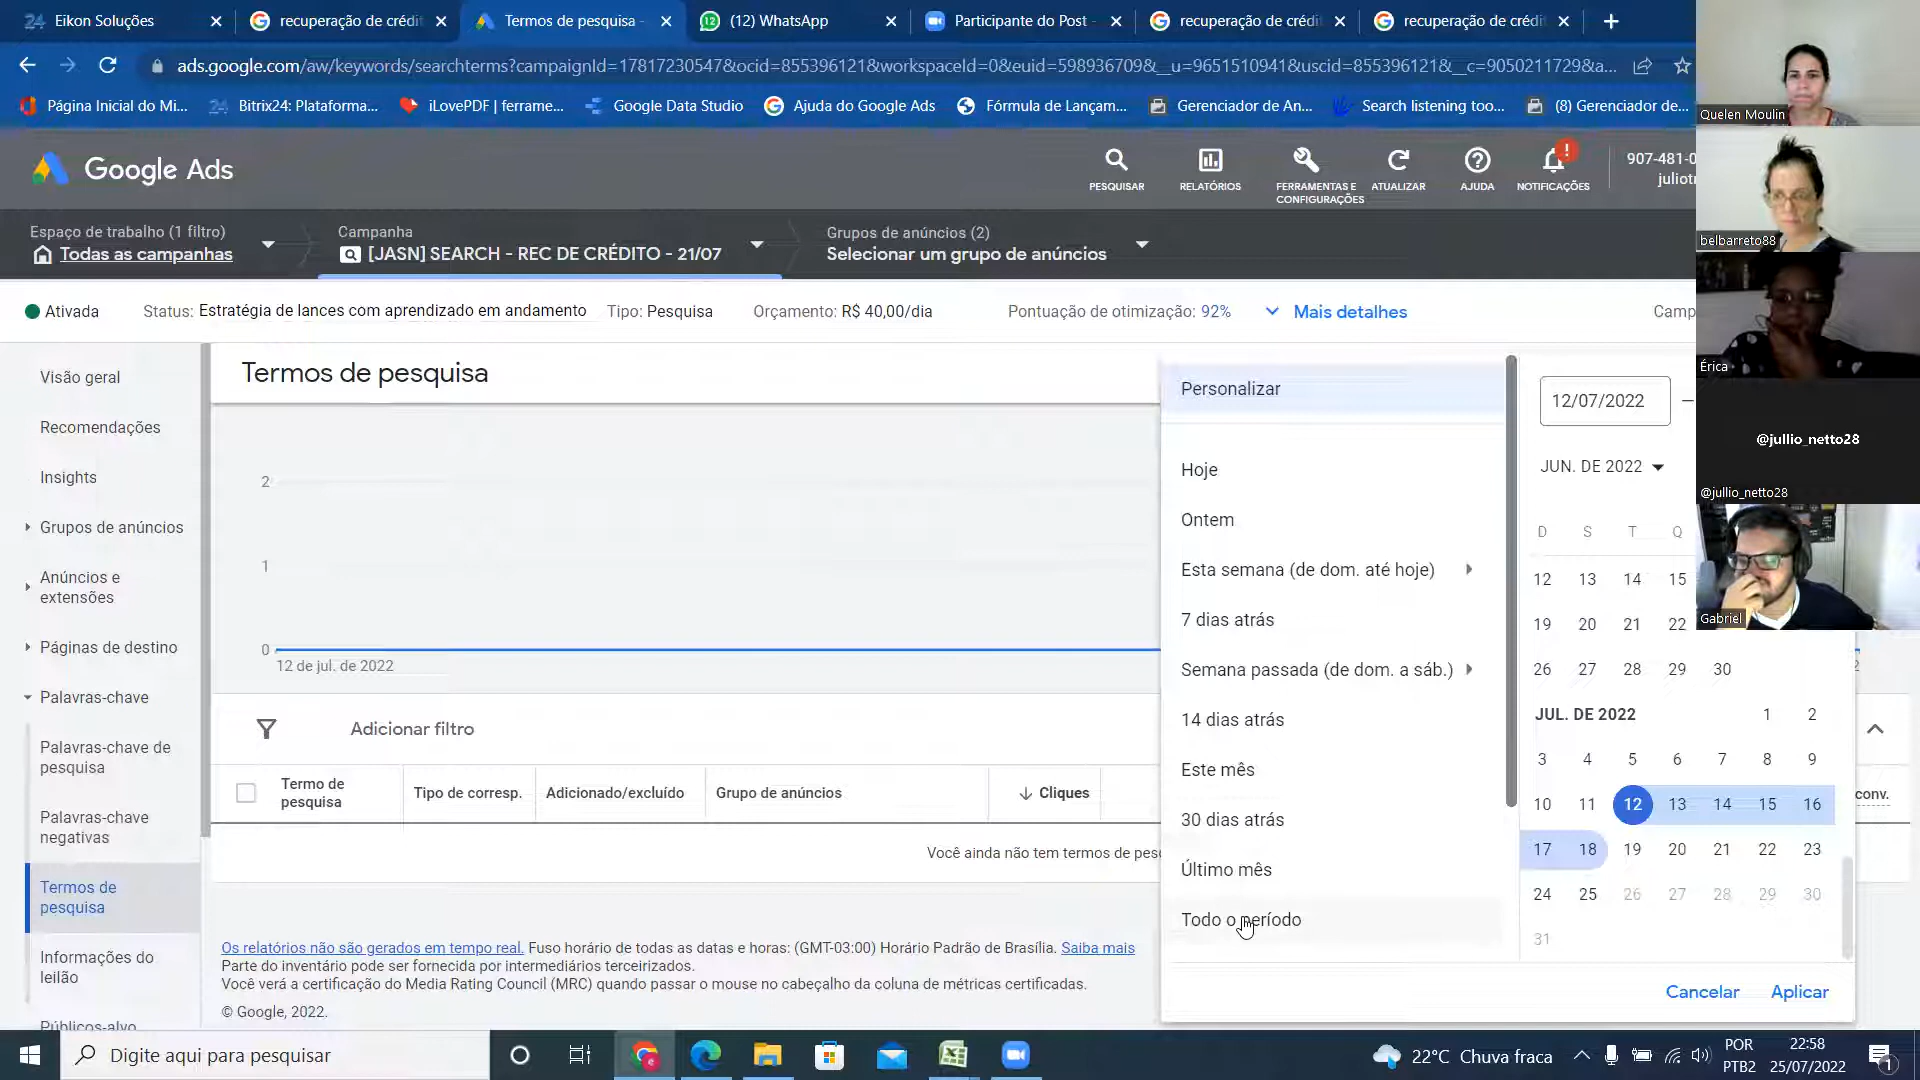 Eikon Soluções
recuperação de crédi
Termos de pesquisa -
(12) WhatsApp
Participante do Post -
recuperação de crédi
recuperação de crédi
ads.google.com/aw/keywords/searchterms?campaignId=17817230547&ocid=855396121&workspaceId=0&euid=598936709&__u=9651510941&uscid=855396121&__c=9050211729&a...
Página Inicial do Mi...
Bitrix24: Plataforma...
iLovePDF | ferrame...
Google Data Studio
Ajuda do Google Ads
Fórmula de Lançam...
Gerenciador de An...
Search listening too...
(8) Gerenciador de...
Google Ads
PESQUISAR
RELATÓRIOS
FERRAMENTAS E
CONFIGURAÇÕES
ATUALIZAR
AJUDA
NOTIFICAÇÕES
907-481-0
juliotr
Espaço de trabalho (1 filtro)
Todas as campanhas
Campanha
[JASN] SEARCH - REC DE CRÉDITO - 21/07
Grupos de anúncios (2)
Selecionar um grupo de anúncios
Ativada
Status: Estratégia de lances com aprendizado em andamento
Tipo: Pesquisa
Orçamento: R$ 40,00/dia
Pontuação de otimização: 92%
Mais detalhes
Camp
Visão geral
Recomendações
Insights
Grupos de anúncios
Anúncios e
extensões
Páginas de destino
Palavras-chave
Palavras-chave de
pesquisa
Palavras-chave
negativas
Termos de
pesquisa
Informações do
leilão
Públicos-alvo
Termos de pesquisa
2
1
0
12 de jul. de 2022
Adicionar filtro
Termo de
pesquisa
Tipo de corresp.
Adicionado/excluído
Grupo de anúncios
Cliques
conv.
Você ainda não tem termos de pesq
Os relatórios não são gerados em tempo real. Fuso horário de todas as datas e horas: (GMT-03:00) Horário Padrão de Brasília. Saiba mais
Parte do inventário pode ser fornecida por intermediários terceirizados.
Você verá a certificação do Media Rating Council (MRC) quando passar o mouse no cabeçalho da coluna de métricas certificadas.
© Google, 2022.
Personalizar
Hoje
Ontem
Esta semana (de dom. até hoje)
7 dias atrás
Semana passada (de dom. a sáb.)
14 dias atrás
Este mês
30 dias atrás
Último mês
Todo o período
12/07/2022 –
JUN. DE 2022
D S T Q
12 13 14 15
19 20 21 22
26 27 28 29 30
JUL. DE 2022 1 2
3 4 5 6 7 8 9
10 11 12 13 14 15 16
17 18 19 20 21 22 23
24 25 26 27 28 29 30
31
Cancelar
Aplicar
Quelen Moulin
belbarreto88
Érica
@jullio_netto28
@jullio_netto28
Gabriel
Digite aqui para pesquisar
22°C Chuva fraca
POR
PTB2
22:58
25/07/2022
1